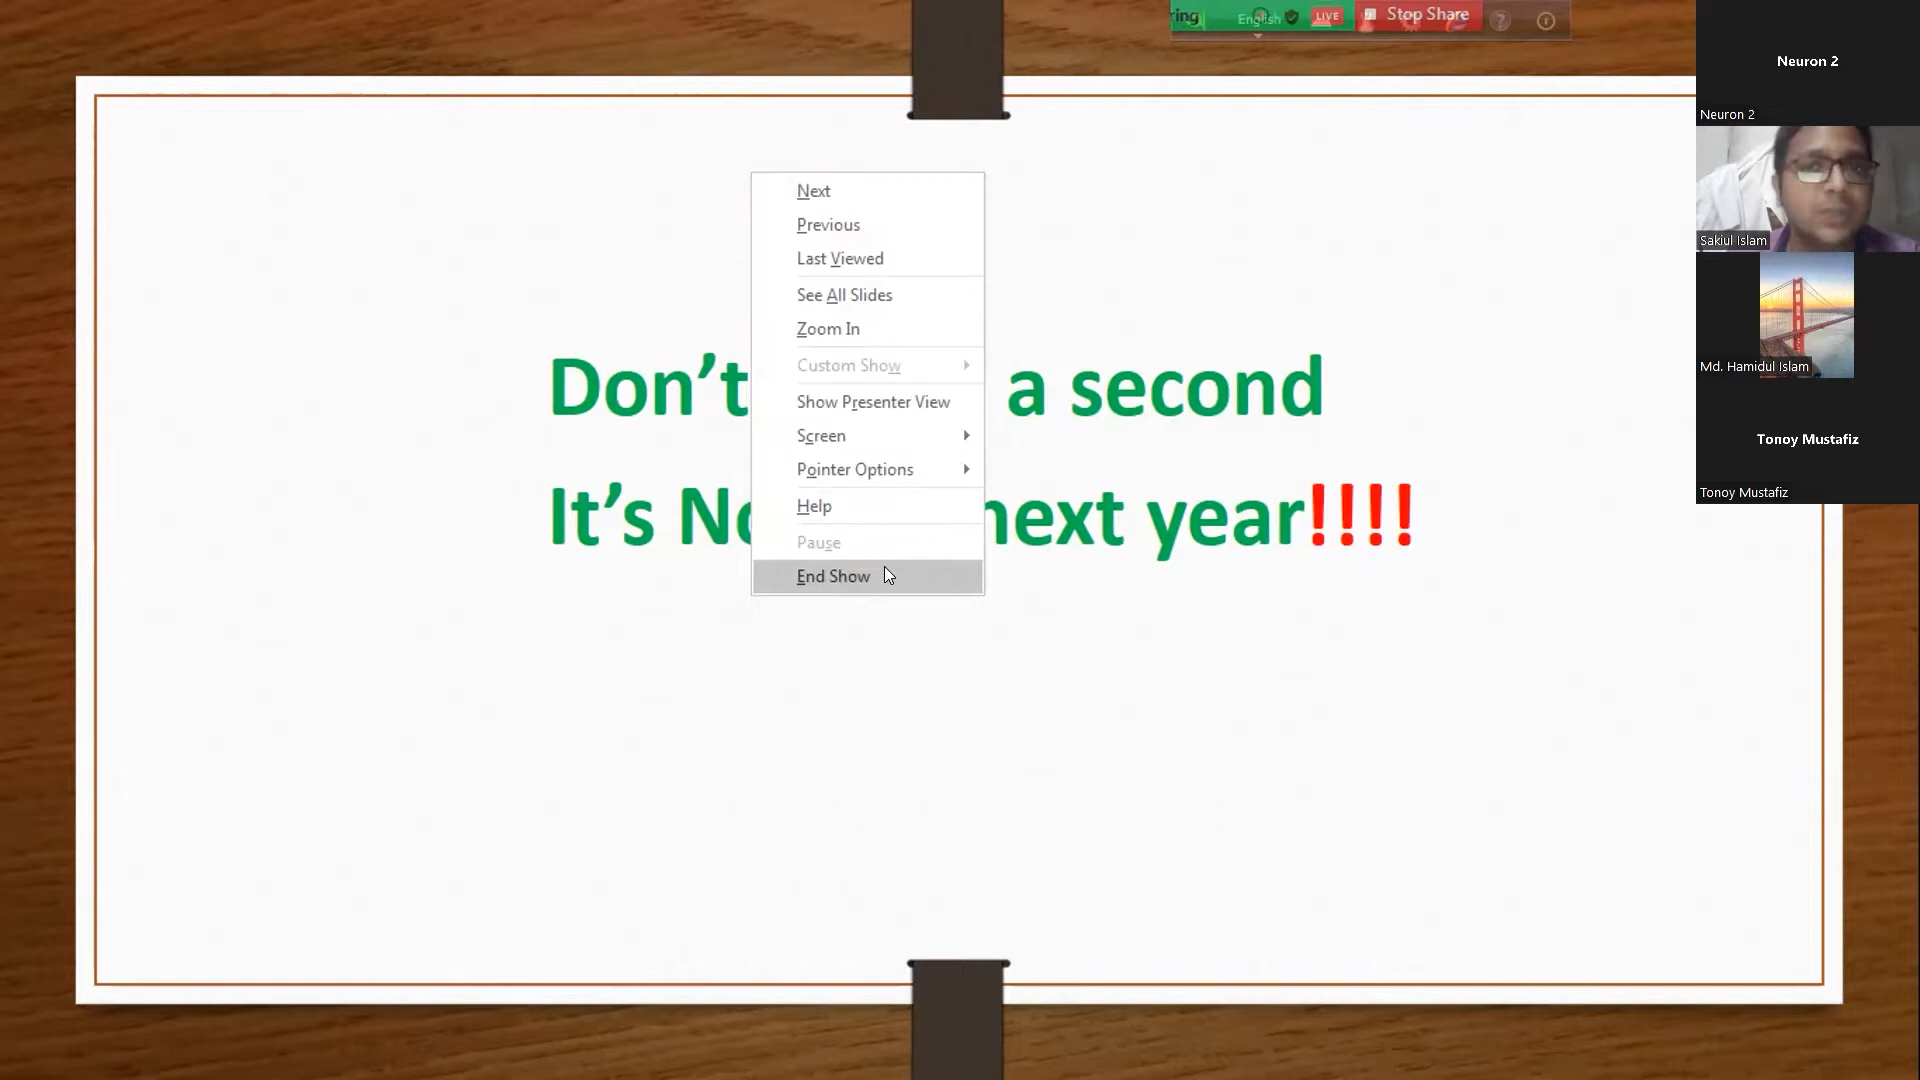 ring English LIVE Stop Share
Neuron 2
Neuron 2
Sakiul Islam
Md. Hamidul Islam
Tonoy Mustafiz
Tonoy Mustafiz
Next
Previous
Last Viewed
See All Slides
Zoom In
Custom Show
Show Presenter View
Screen
Pointer Options
Help
Pause
End Show
Don’t a second
It’s next year!!!!